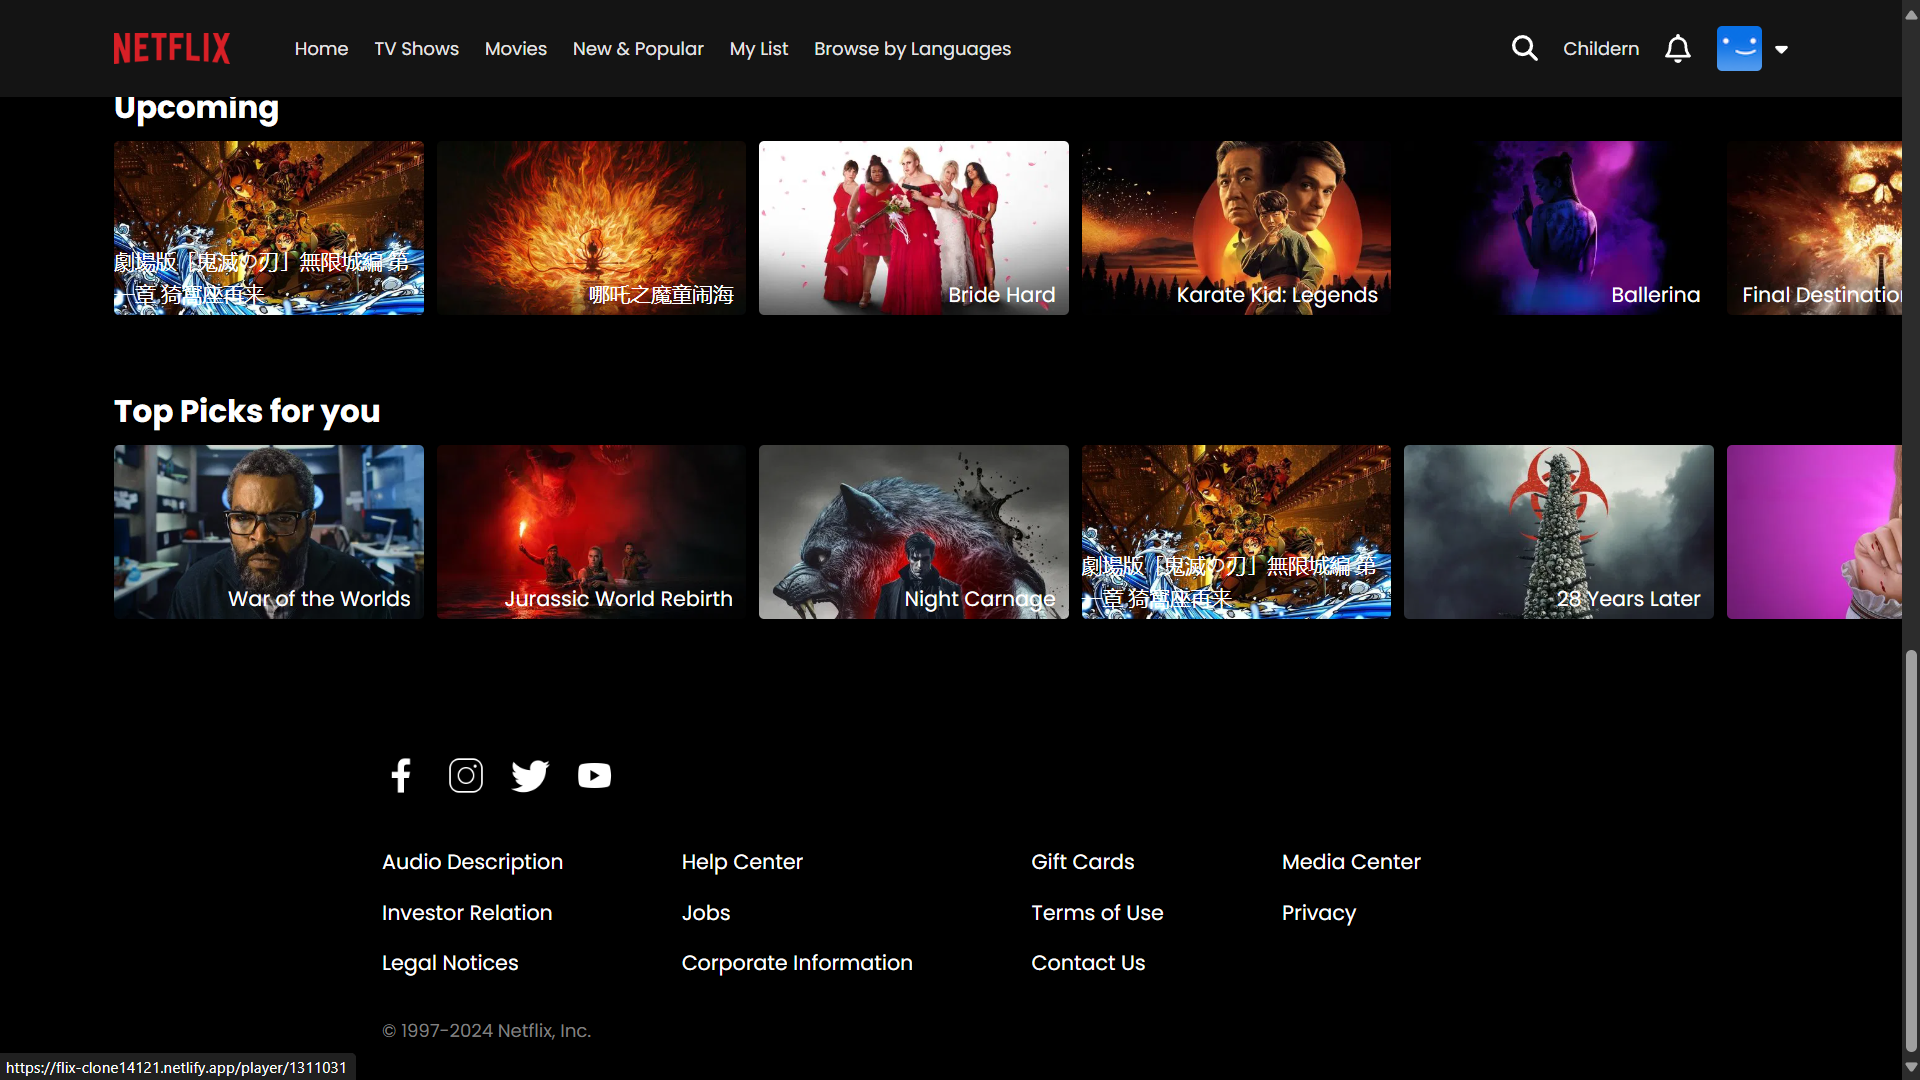 NETFLIX
Home TV Shows Movies New & Popular My List Browse by Languages
Childern
Upcoming
劇場版「鬼滅の刃」無限城編 第
一章 猗窩座再来
哪吒之魔童闹海
Bride Hard
Karate Kid: Legends
Ballerina
Final Destination
Top Picks for you
War of the Worlds
Jurassic World Rebirth
Night Carnage
劇場版「鬼滅の刃」無限城編 第
一章 猗窩座再来
28 Years Later
Audio Description Help Center Gift Cards Media Center
Investor Relation Jobs Terms of Use Privacy
Legal Notices Corporate Information Contact Us
© 1997-2024 Netflix, Inc.
https://flix-clone14121.netlify.app/player/1311031